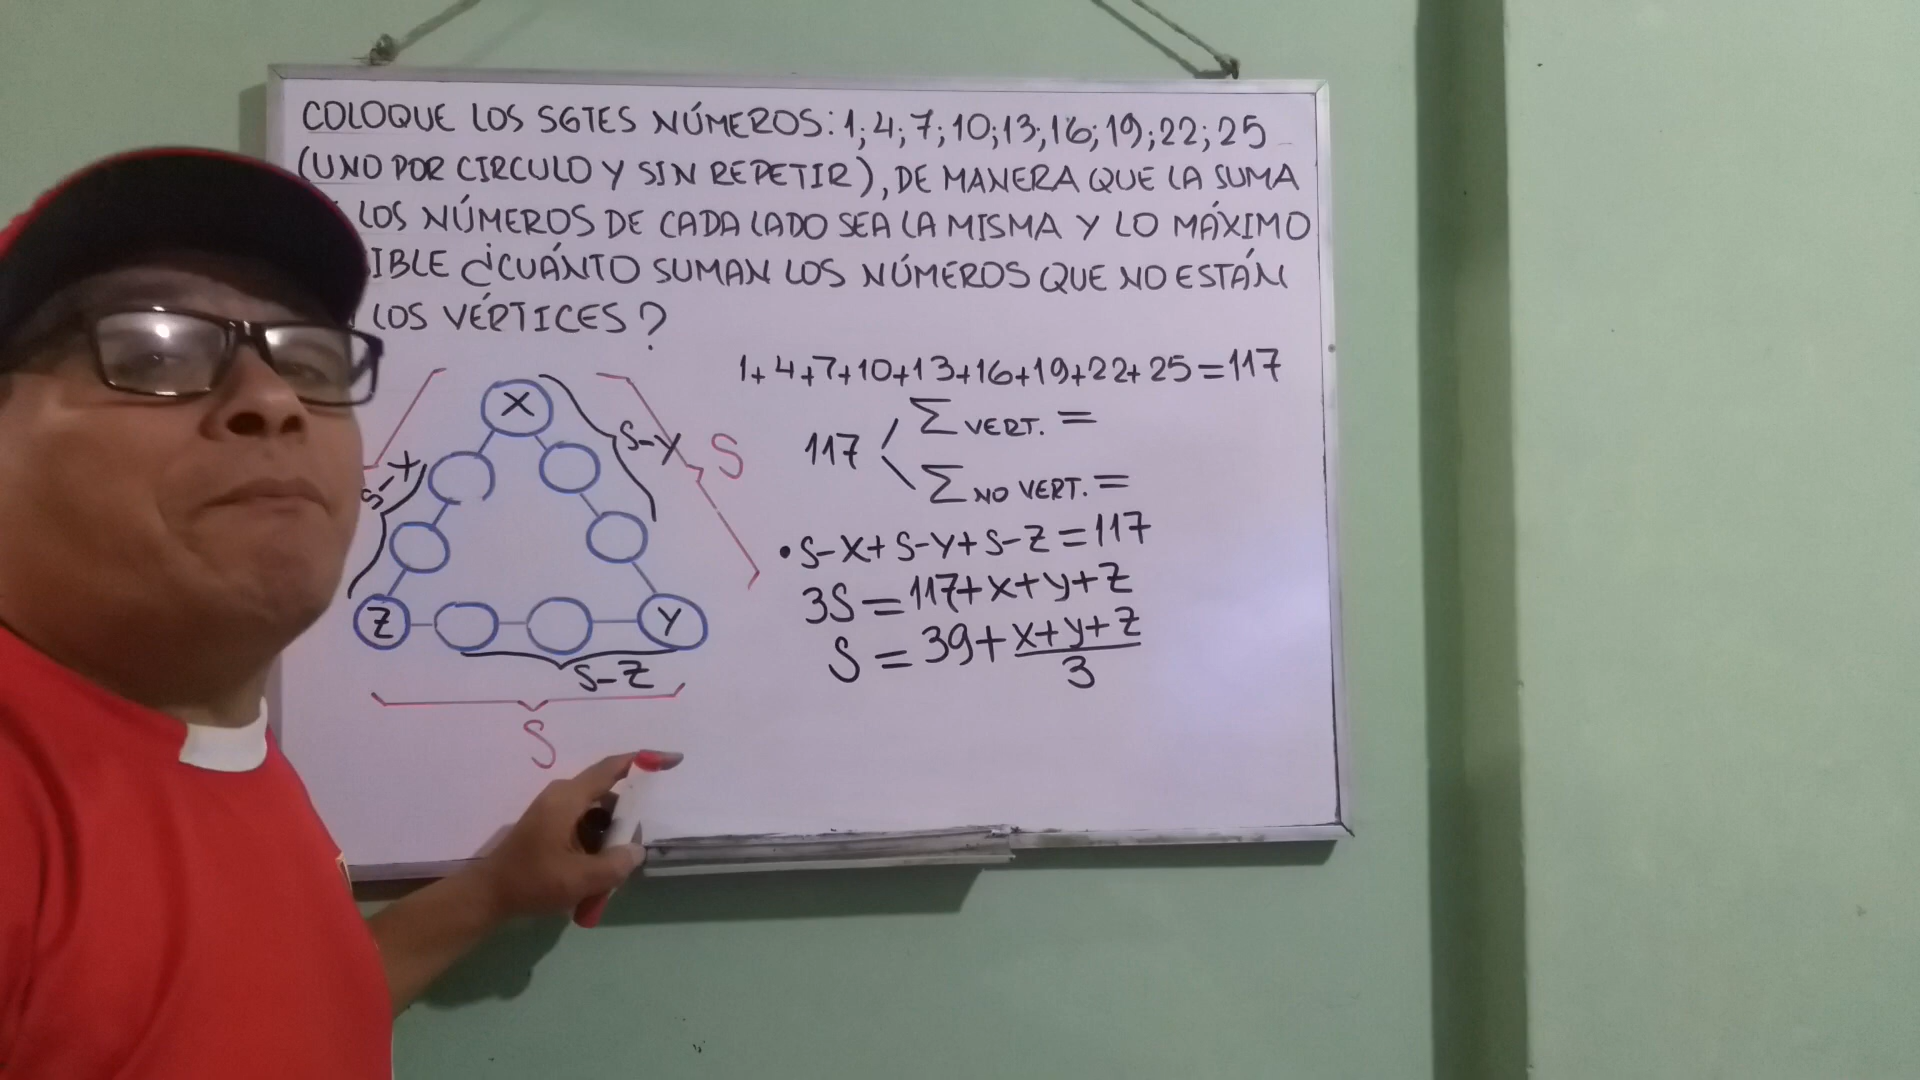 COLOQUE LOS SGTES NÚMEROS: 1; 4; 7; 10; 13; 16; 19; 22; 25
(UNO POR CIRCULO Y SIN REPETIR), DE MANERA QUE LA SUMA
LOS NÚMEROS DE CADA LADO SEA LA MISMA Y LO MÁXIMO
IBLE ¿CUÁNTO SUMAN LOS NÚMEROS QUE NO ESTÁN
LOS VÉRTICES?
1+4+7+10+13+16+19+22+25=117
X
S-Y
S
S-X
Z
Y
S-Z
S
117
Σ VERT. =
Σ NO VERT. =
• S-X+S-Y+S-Z=117
3S=117+X+Y+Z
S=39+X+Y+Z
3